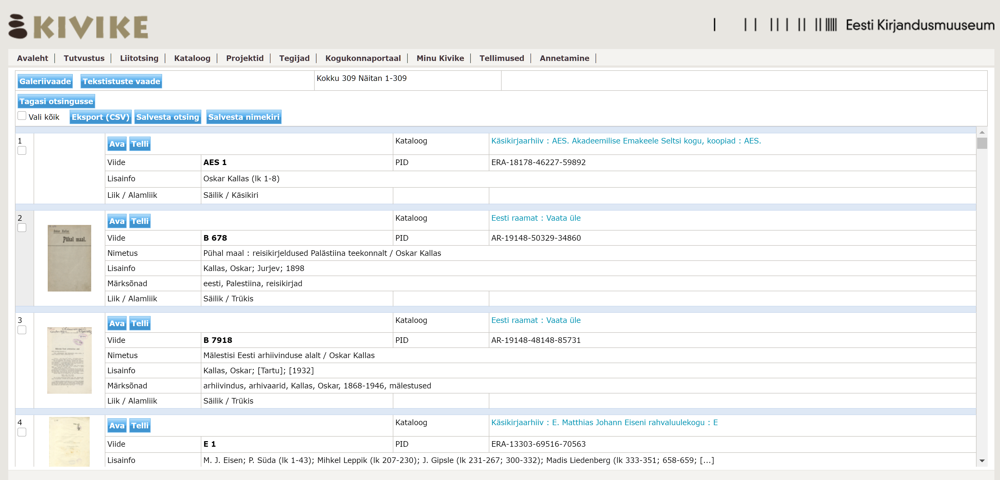 KIVIKE
Eesti Kirjandusmuuseum
Avaleht Tutvustus Liitotsing Kataloog Projektid Tegijad Kogukonnaportaal Minu Kivike Tellimused Annetamine
Galeriivaade Tekstistuste vaade Kokku 309 Näitan 1-309
Tagasi otsingusse
Vali kõik Eksport (CSV) Salvesta otsing Salvesta nimekiri
1 Ava Telli Kataloog Käsikirjaarhiiv : AES. Akadeemilise Emakeele Seltsi kogu, koopiad : AES.
Viide AES 1 PID ERA-18178-46227-59892
Lisainfo Oskar Kallas (lk 1-8)
Liik / Alamliik Säilik / Käsikiri
2 Ava Telli Kataloog Eesti raamat : Vaata üle
Oskar Kallas
Pühal maal.
Viide B 678 PID AR-19148-50329-34860
Nimetus Pühal maal : reisikirjeldused Palästiina teekonnalt / Oskar Kallas
Lisainfo Kallas, Oskar; Jurjev; 1898
Märksõnad eesti, Palestiina, reisikirjad
Liik / Alamliik Säilik / Trükis
3 Ava Telli Kataloog Eesti raamat : Vaata üle
Viide B 7918 PID AR-19148-48148-85731
Nimetus Mälestisi Eesti arhiivinduse alalt / Oskar Kallas
Lisainfo Kallas, Oskar; [Tartu]; [1932]
Märksõnad arhiivindus, arhivaarid, Kallas, Oskar, 1868-1946, mälestused
Liik / Alamliik Säilik / Trükis
4 Ava Telli Kataloog Käsikirjaarhiiv : E. Matthias Johann Eiseni rahvaluulekogu : E
Viide E 1 PID ERA-13303-69516-70563
Lisainfo M. J. Eisen; P. Süda (lk 1-43); Mihkel Leppik (lk 207-230); J. Gipsle (lk 231-267; 300-332); Madis Liedenberg (lk 333-351; 658-659; [...]